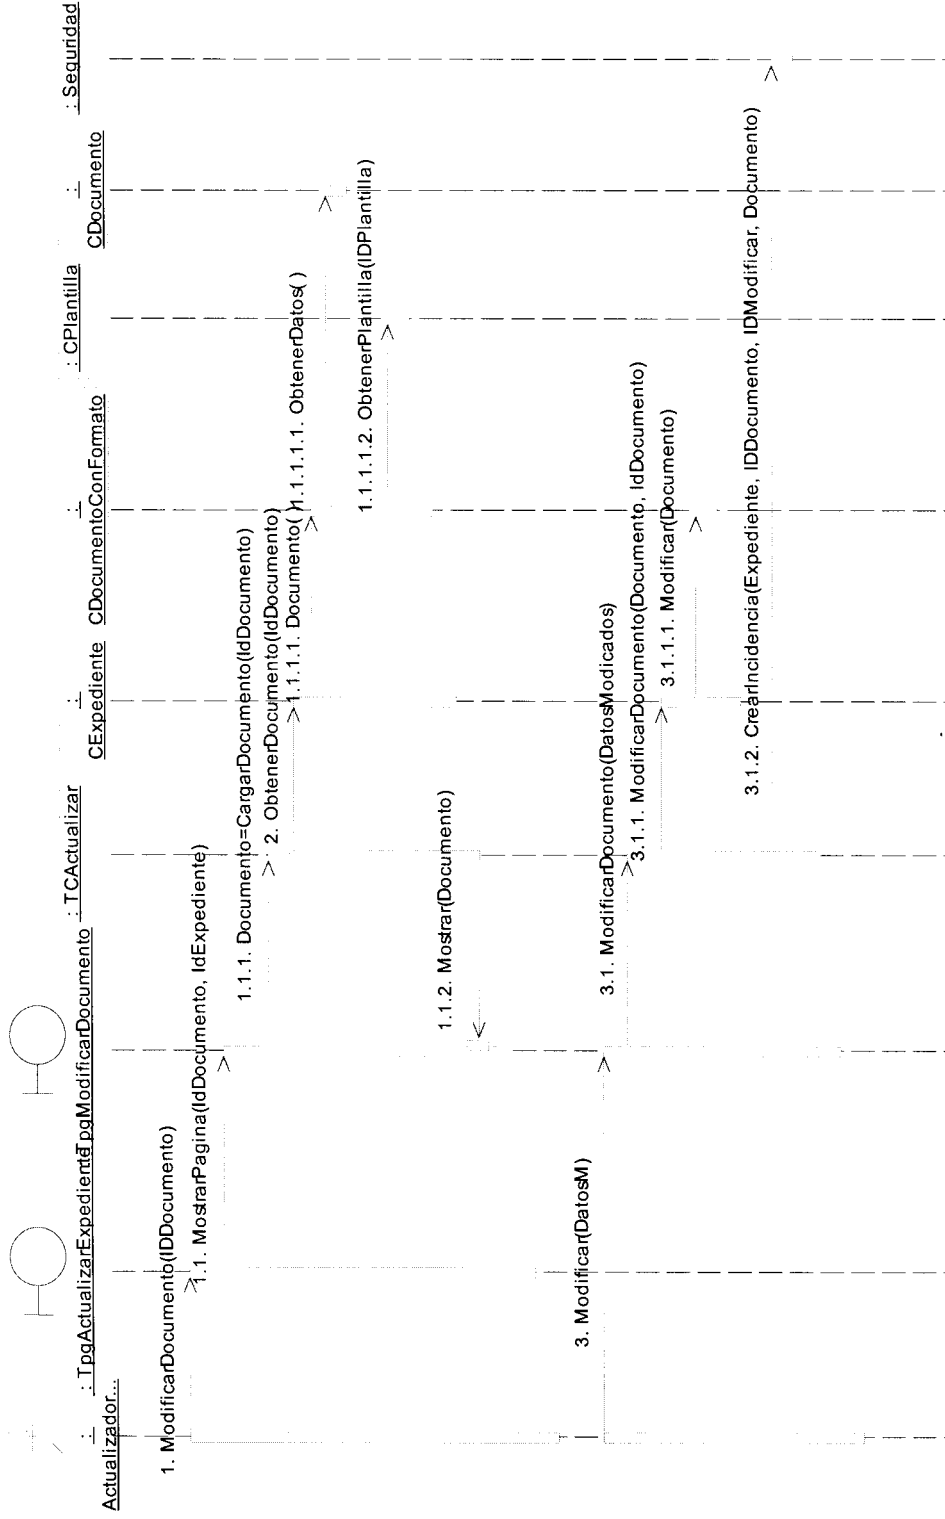 : Seguridad
:
CDocumento
: CPlantilla
:
CDocumentoConFormato
:
CExpediente
: TCActualizar
: TpgModificarDocumento
: TpgActualizarExpediente
:
Actualizador...
1. ModificarDocumento(IDDocumento)
1.1. MostrarPagina(IdDocumento, IdExpediente)
1.1.1. Documento=CargarDocumento(IdDocumento)
2. ObtenerDocumento(IdDocumento)
1.1.1.1. Documento( )
1.1.1.1.1. ObtenerDatos( )
1.1.1.1.2. ObtenerPlantilla(IDPlantilla)
1.1.2. Mostrar(Documento)
3. Modificar(DatosM)
3.1. ModificarDocumento(DatosModicados)
3.1.1. ModificarDocumento(Documento, IdDocumento)
3.1.1.1. Modificar(Documento)
3.1.2. CrearIncidencia(Expediente, IDDocumento, IDModificar, Documento)